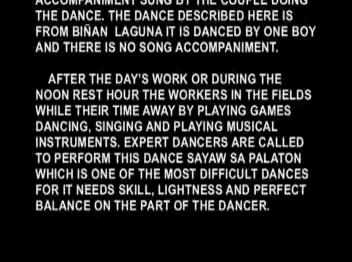 ACCOMPANIMENT SUNG BY THE COUPLE DOING
THE DANCE. THE DANCE DESCRIBED HERE IS
FROM BIÑAN LAGUNA IT IS DANCED BY ONE BOY
AND THERE IS NO SONG ACCOMPANIMENT.
AFTER THE DAY'S WORK OR DURING THE
NOON REST HOUR THE WORKERS IN THE FIELDS
WHILE THEIR TIME AWAY BY PLAYING GAMES
DANCING, SINGING AND PLAYING MUSICAL
INSTRUMENTS. EXPERT DANCERS ARE CALLED
TO PERFORM THIS DANCE SAYAW SA PALATON
WHICH IS ONE OF THE MOST DIFFICULT DANCES
FOR IT NEEDS SKILL, LIGHTNESS AND PERFECT
BALANCE ON THE PART OF THE DANCER.